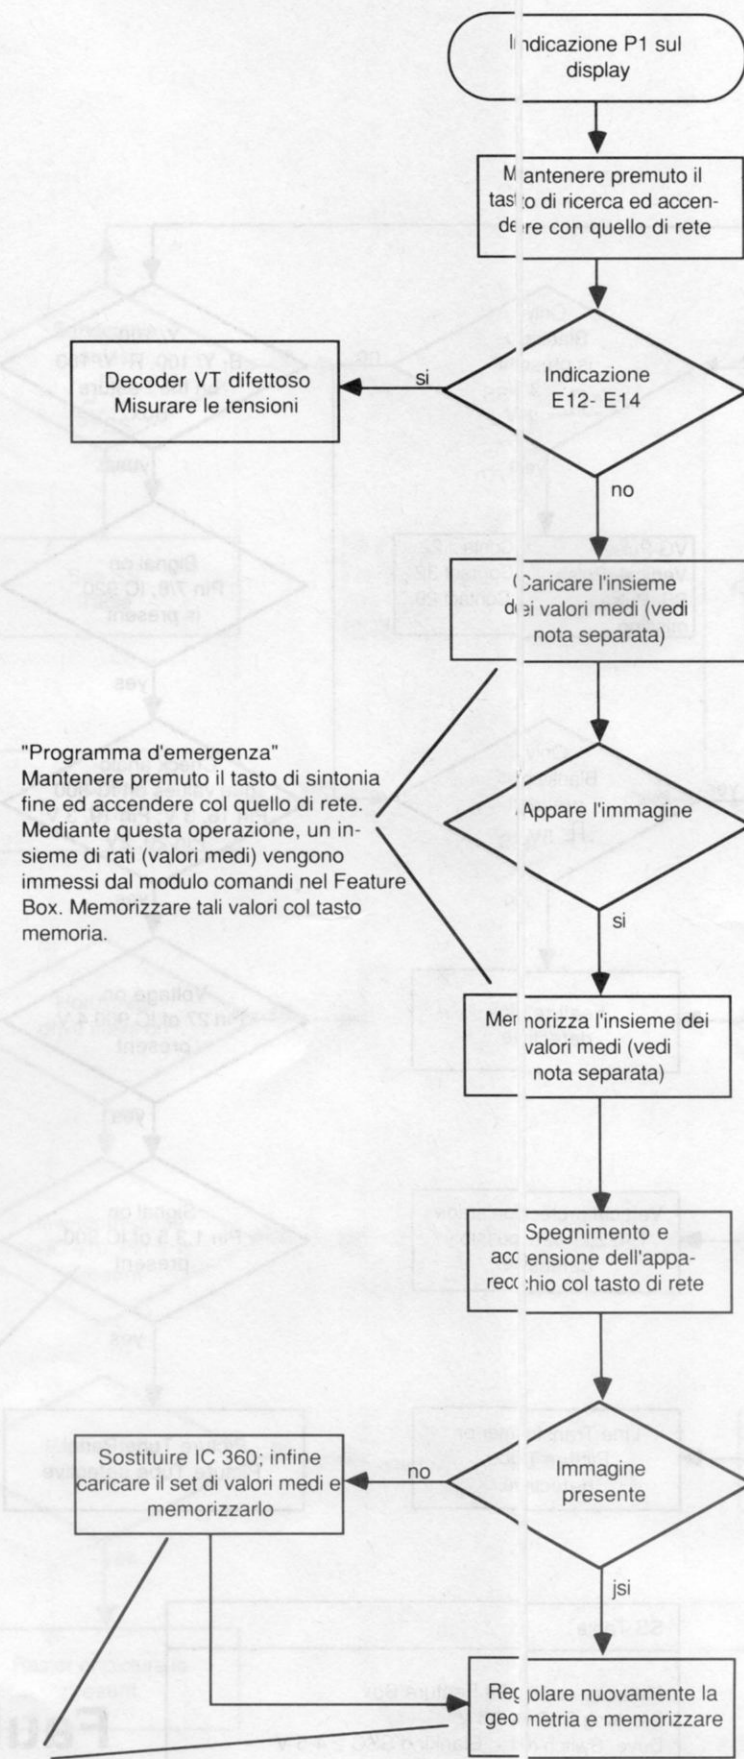 Indicazione P1 sul
display
Mantenere premuto il
tasto di ricerca ed accen-
dere con quello di rete
Indicazione
E12- E14
si
Decoder VT difettoso
Misurare le tensioni
no
Caricare l'insieme
dei valori medi (vedi
nota separata)
"Programma d'emergenza"
Mantenere premuto il tasto di sintonia
fine ed accendere col quello di rete.
Mediante questa operazione, un in-
sieme di rati (valori medi) vengono
immessi dal modulo comandi nel Feature
Box. Memorizzare tali valori col tasto
memoria.
Appare l'immagine
si
Memorizza l'insieme dei
valori medi (vedi
nota separata)
Spegnimento e
accensione dell'appa-
recchio col tasto di rete
Immagine
presente
no
Sostituire IC 360; infine
caricare il set di valori medi e
memorizzarlo
jsi
Regolare nuovamente la
geometria e memorizzare